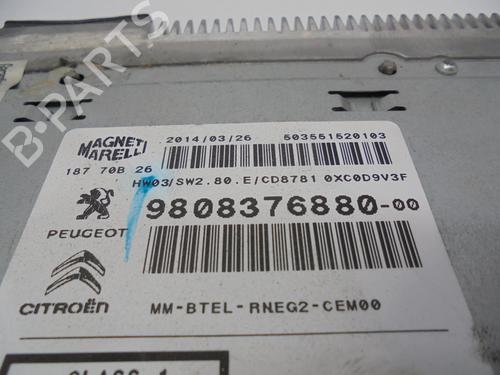 MAGNETI MARELLI
2014/03/26 503551520103
187 70B 26
HW03/SW2.80.E/CD8781 0XC0D9V3F
9808376880-00
PEUGEOT
CITROËN
MM-BTEL-RNEG2-CEM00
B-PARTS